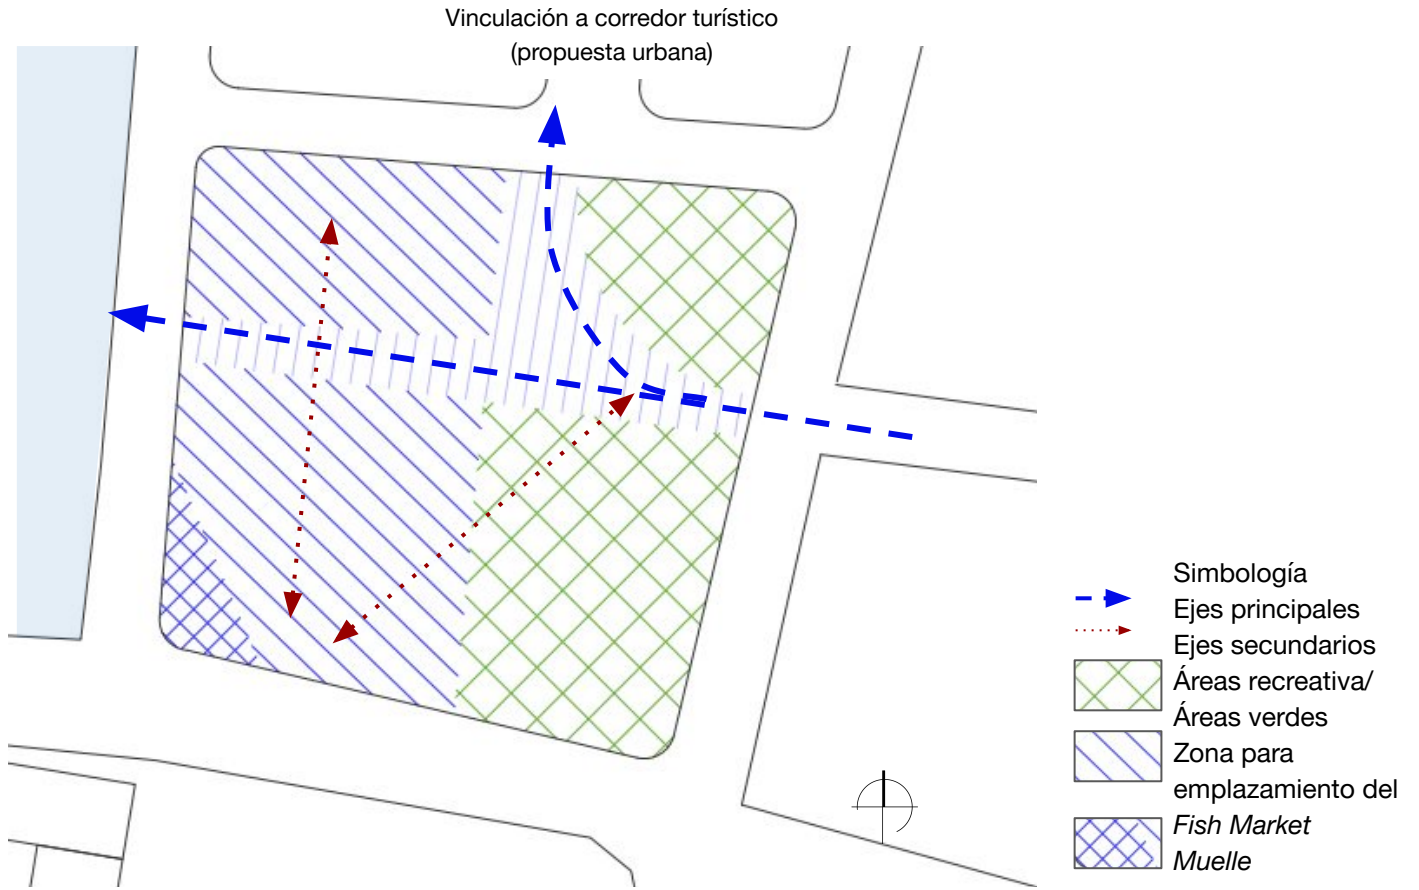 Vinculación a corredor turístico
(propuesta urbana)
Simbología
Ejes principales
Ejes secundarios
Áreas recreativa/
Áreas verdes
Zona para
emplazamiento del
Fish Market
Muelle